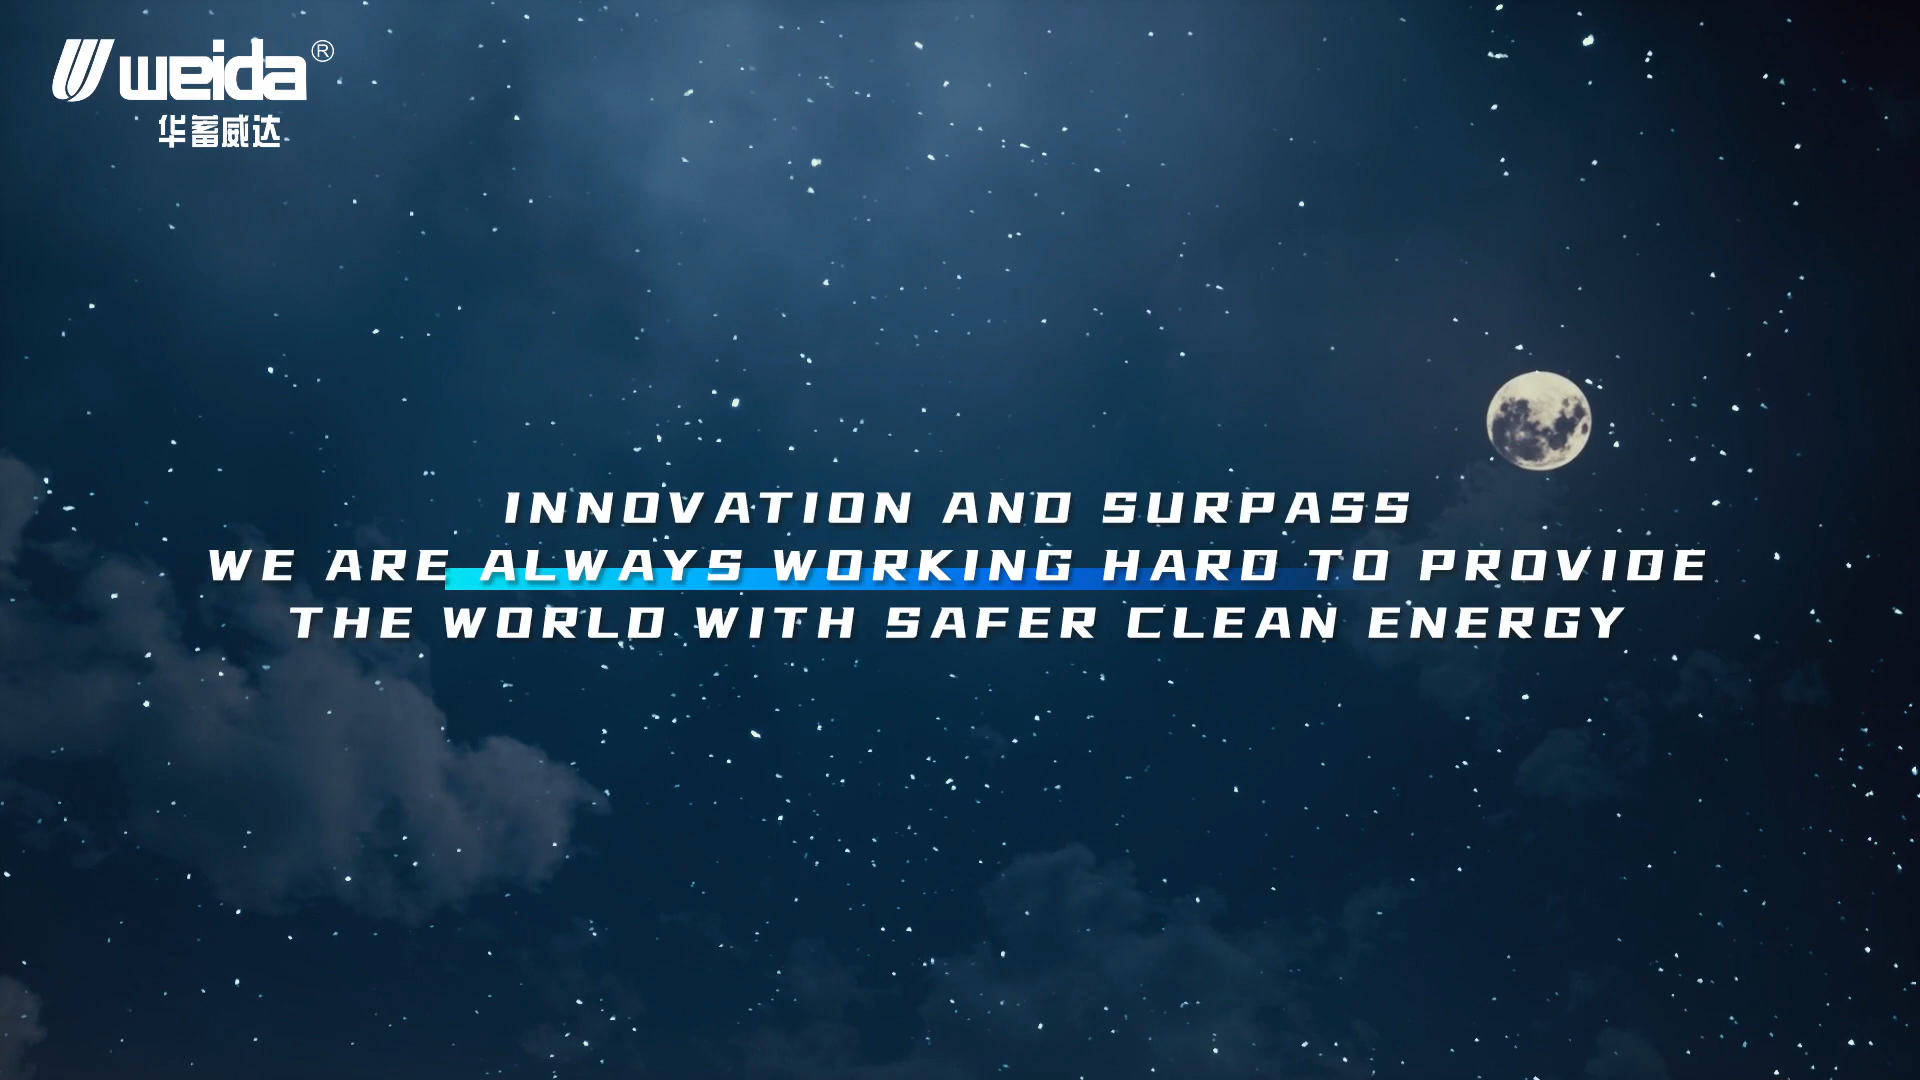 weida®
华蓄威达
INNOVATION AND SURPASS
WE ARE ALWAYS WORKING HARD TO PROVIDE
THE WORLD WITH SAFER CLEAN ENERGY